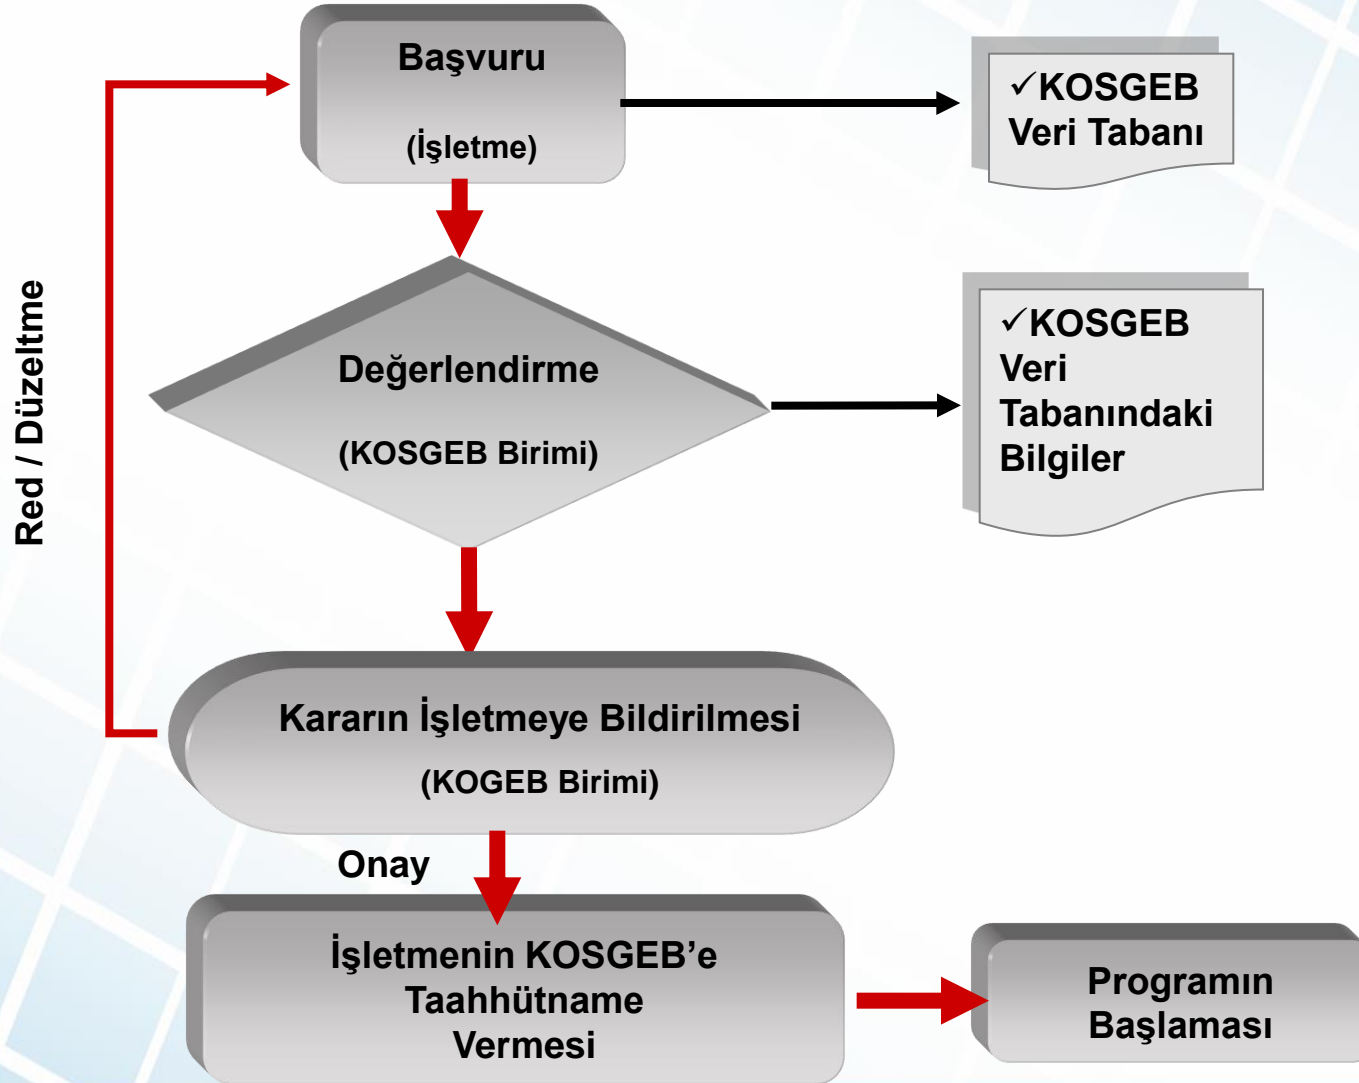 Başvuru
(İşletme)
✓KOSGEB
Veri Tabanı
Red / Düzeltme
Değerlendirme
(KOSGEB Birimi)
✓KOSGEB
Veri
Tabanındaki
Bilgiler
Kararın İşletmeye Bildirilmesi
(KOGEB Birimi)
Onay
İşletmenin KOSGEB’e
Taahhütname
Vermesi
Programın
Başlaması